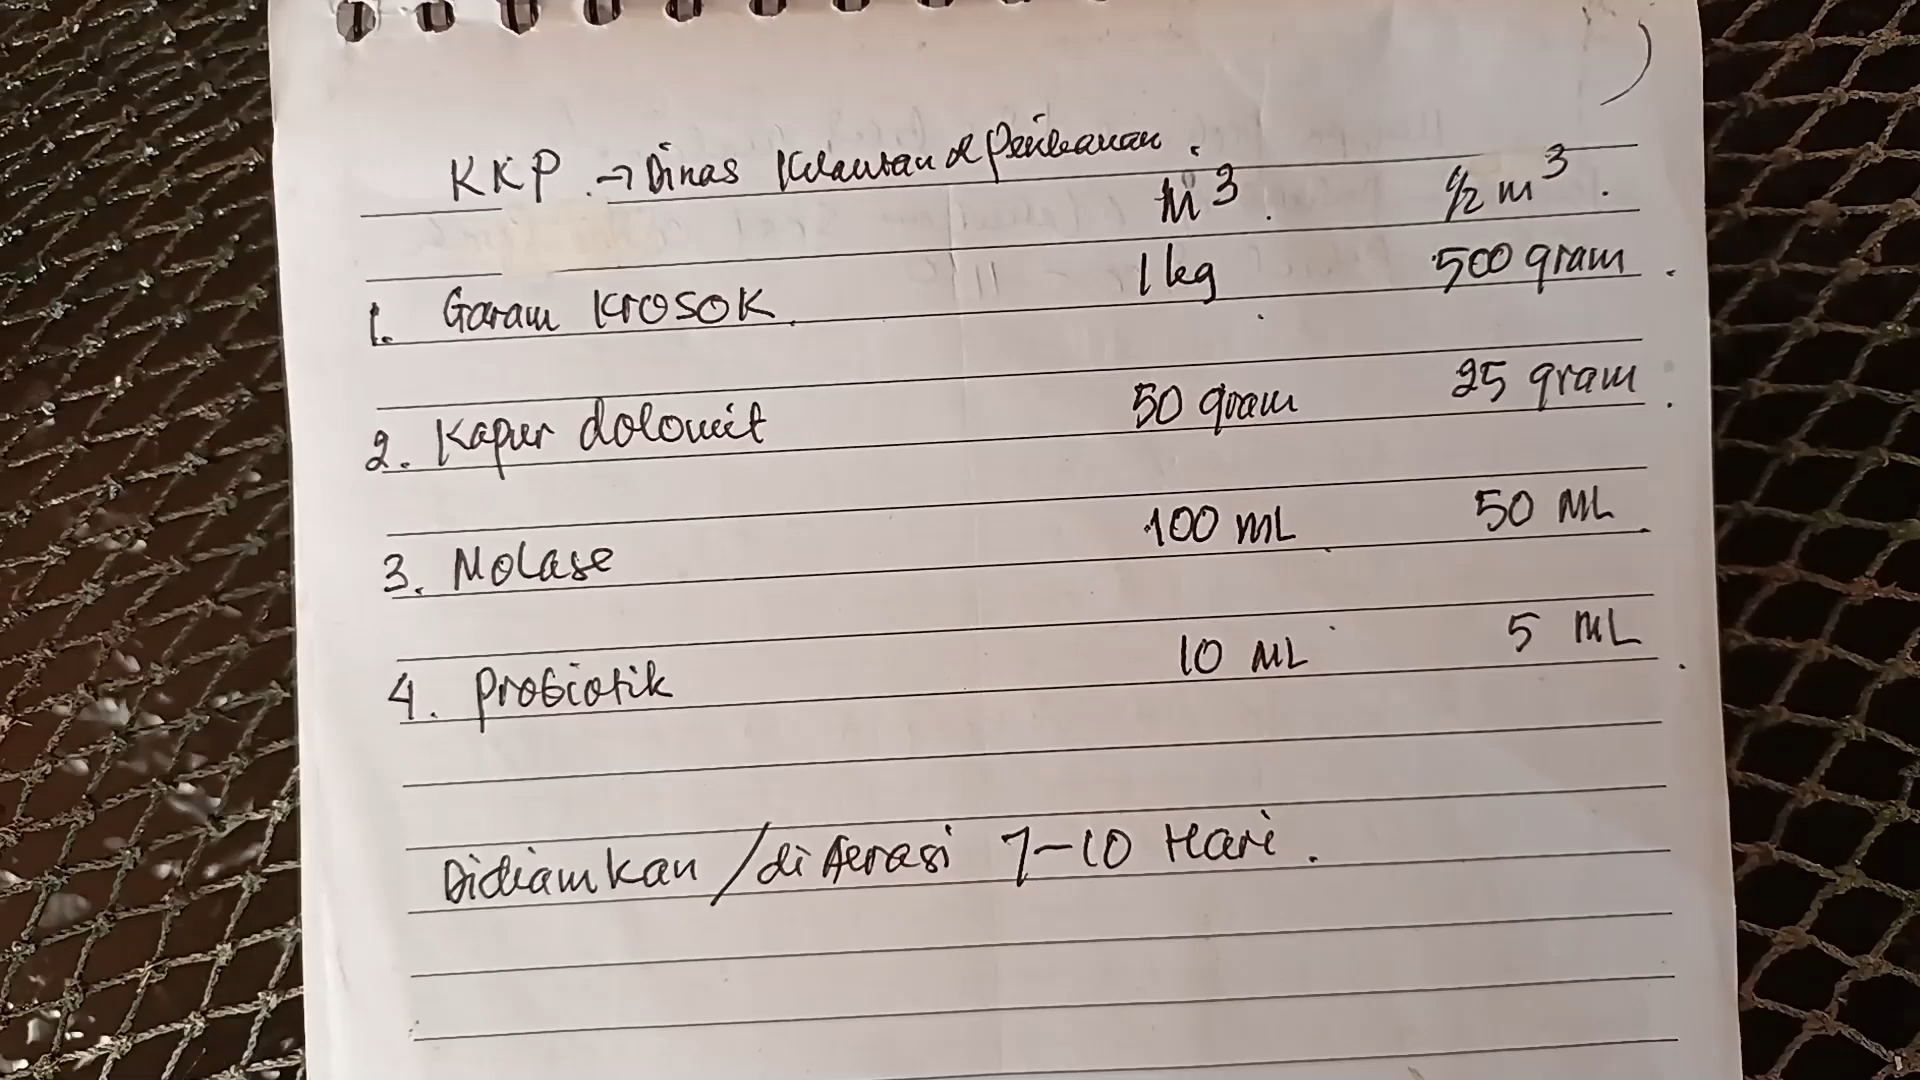 KKP → Dinas Kelautan & Perikanan.
M³. ½ m³.
1. Garam Krosok. 1 kg 500 gram
2. Kapur dolomit 50 gram 25 gram
3. Molase 100 mL 50 ML
4. Probiotik 10 ML 5 mL
Didiamkan / di Aerasi 7-10 Hari.